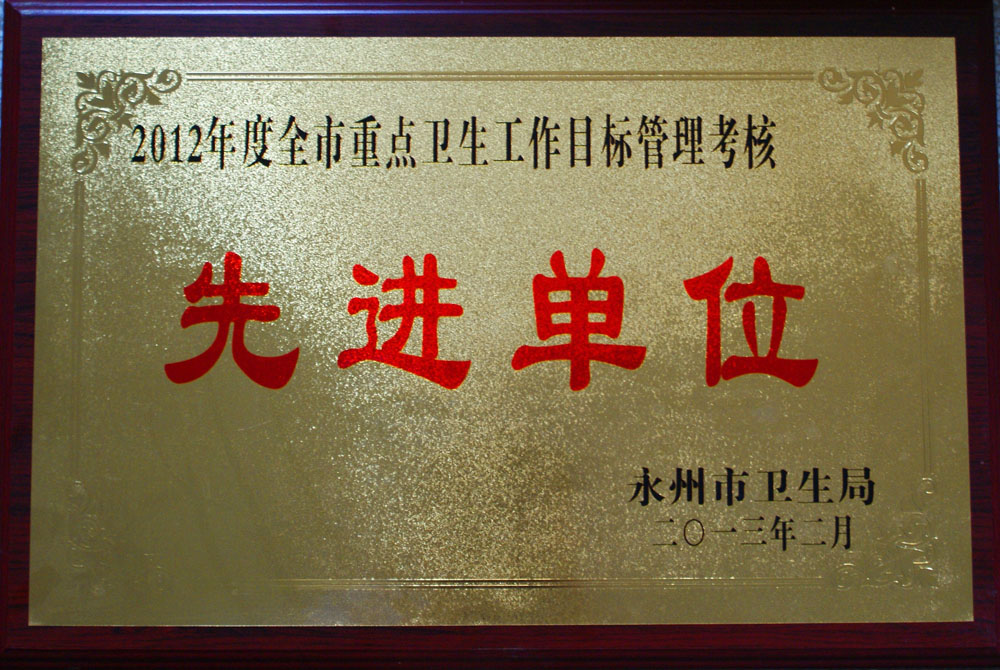 2012年度全市重点卫生工作目标管理考核
先进单位
永州市卫生局
二〇一三年二月